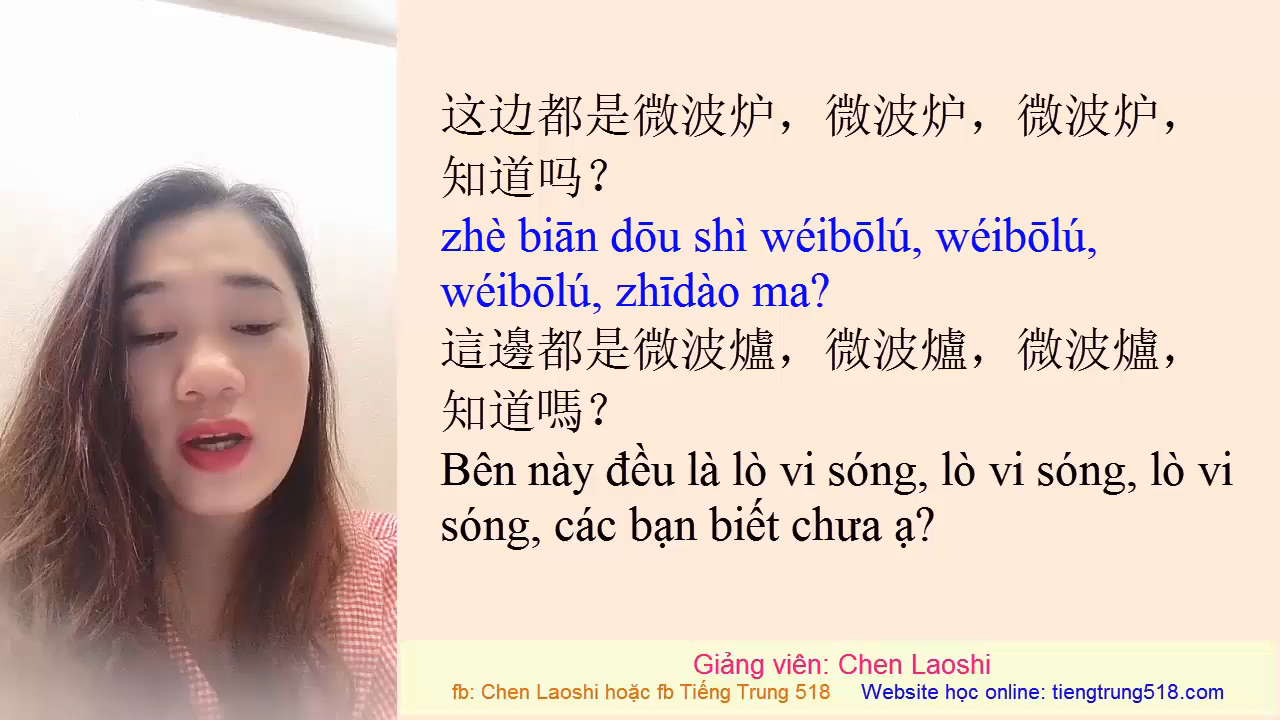 这边都是微波炉，微波炉，微波炉，
知道吗？
zhè biān dōu shì wéibōlú, wéibōlú,
wéibōlú, zhīdào ma?
這邊都是微波爐，微波爐，微波爐，
知道嗎？
Bên này đều là lò vi sóng, lò vi sóng, lò vi
sóng, các bạn biết chưa ạ?
Giảng viên: Chen Laoshi
fb: Chen Laoshi hoặc fb Tiếng Trung 518 Website học online: tiengtrung518.com